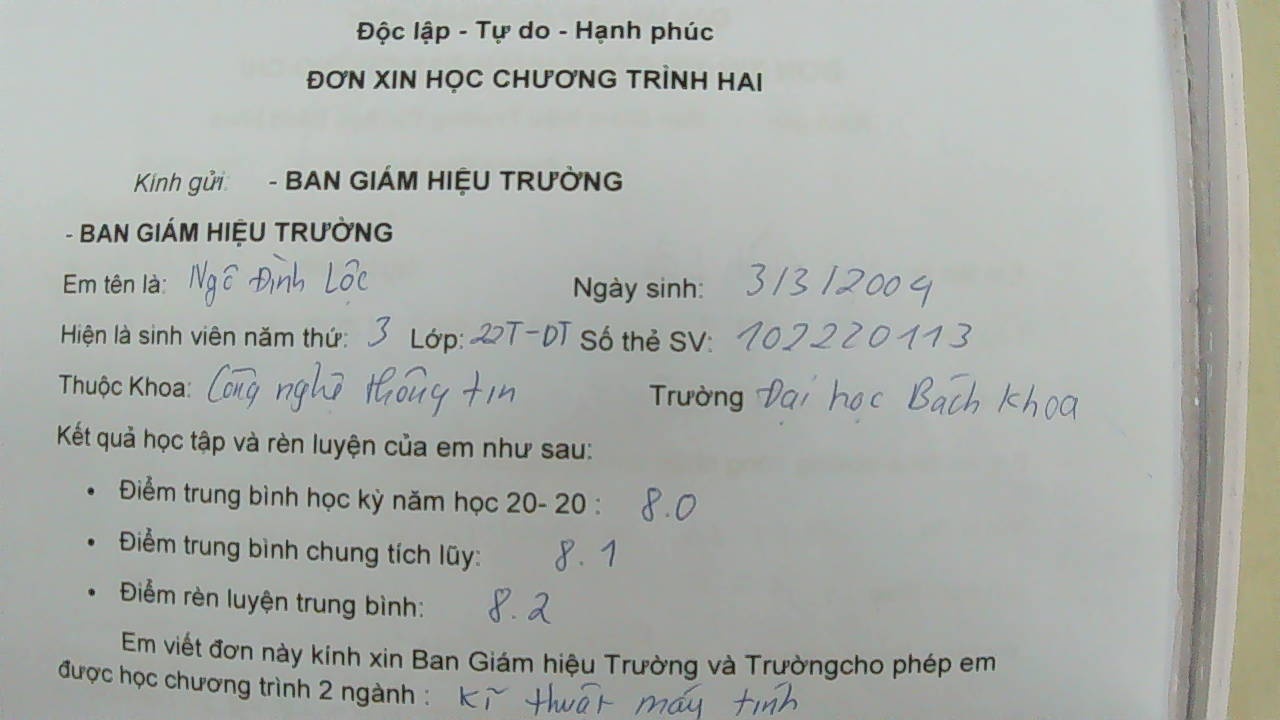 Độc lập - Tự do - Hạnh phúc
ĐƠN XIN HỌC CHƯƠNG TRÌNH HAI
Kính gửi: - BAN GIÁM HIỆU TRƯỜNG
- BAN GIÁM HIỆU TRƯỜNG
Em tên là: Ngô Đình Lộc Ngày sinh: 3/3/2004
Hiện là sinh viên năm thứ: 3 Lớp: 22T-DT Số thẻ SV: 102220113
Thuộc Khoa: Công nghệ thông tin Trường Đại học Bách Khoa
Kết quả học tập và rèn luyện của em như sau:
• Điểm trung bình học kỳ năm học 20- 20 : 8.0
• Điểm trung bình chung tích lũy: 8.1
• Điểm rèn luyện trung bình: 8.2
Em viết đơn này kính xin Ban Giám hiệu Trường và Trườngcho phép em
được học chương trình 2 ngành : Kĩ thuật máy tính